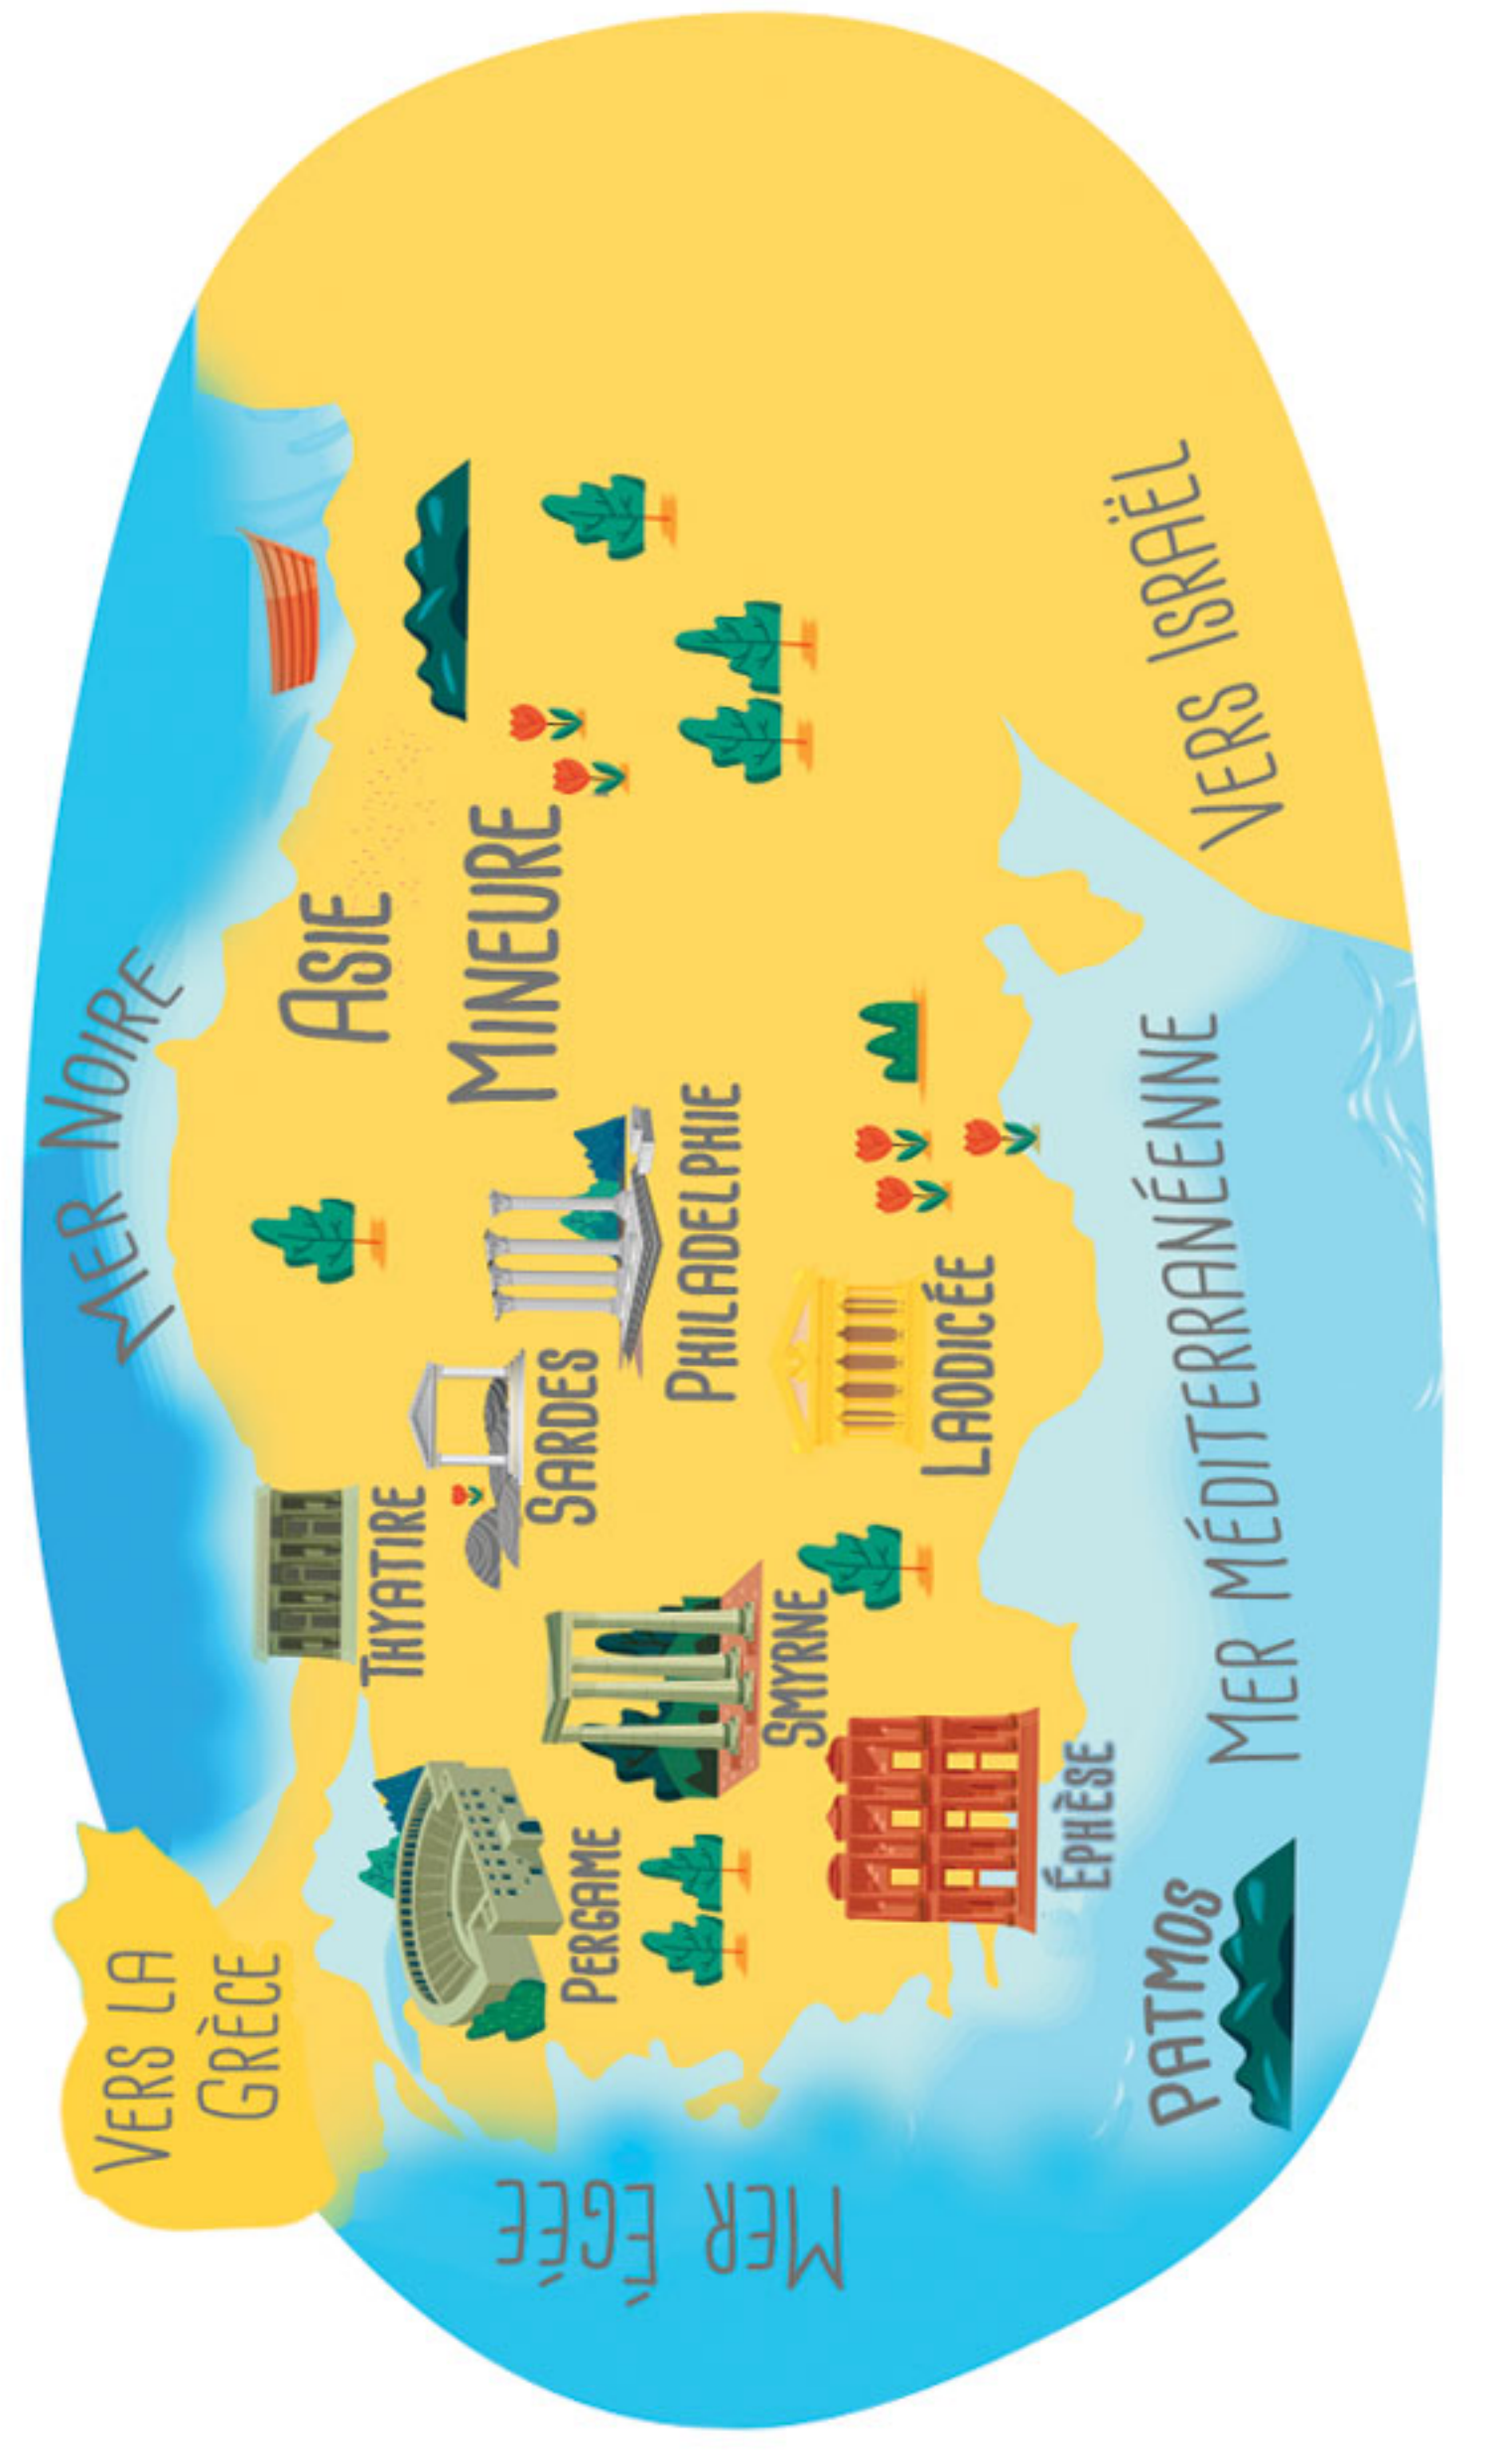 VERS LA
GRÈCE
MER NOIRE
ASIE
MINEURE
THYATIRE
PERGAME
SARDES
PHILADELPHIE
SMYRNE
LAODICÉE
ÉPHÈSE
MER ÉGÉE
PATMOS
MER MÉDITERRANÉENNE
VERS ISRAËL